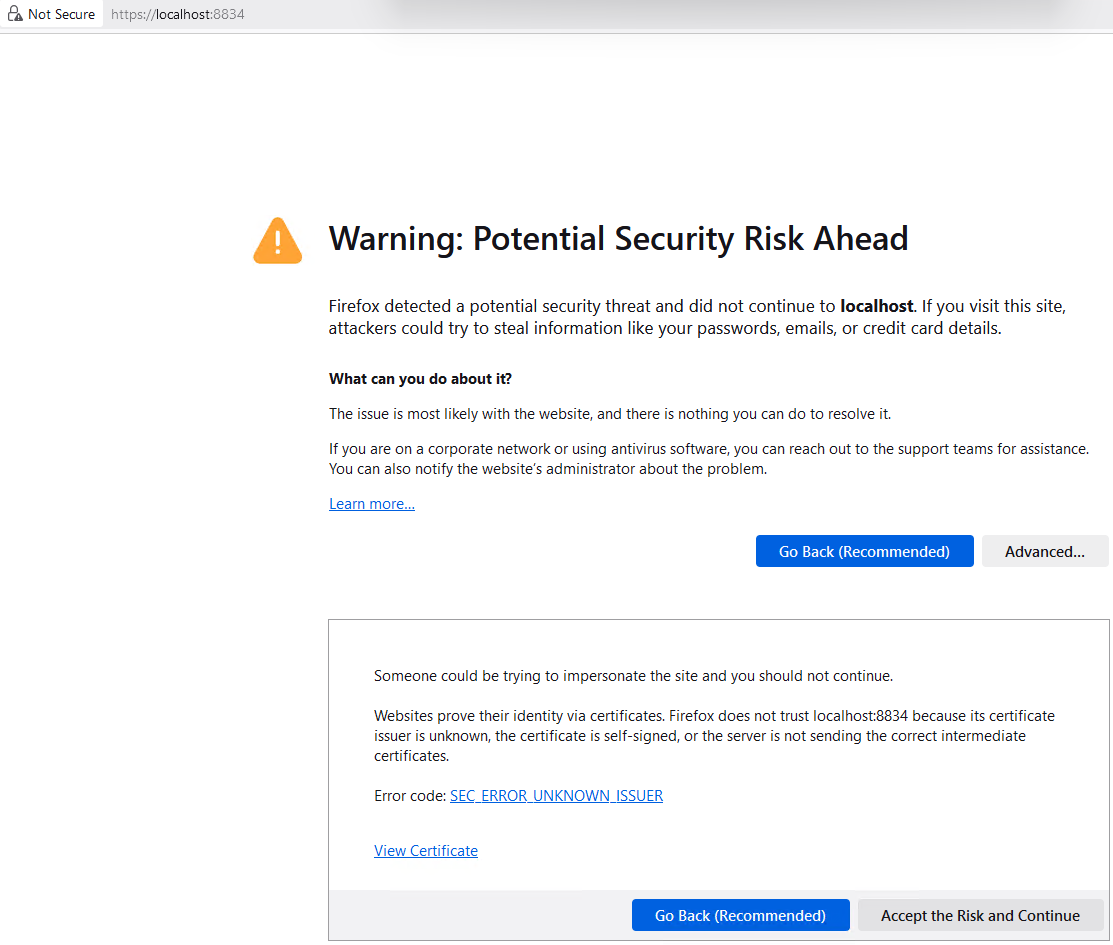 Not Secure https://localhost:8834
Warning: Potential Security Risk Ahead
Firefox detected a potential security threat and did not continue to localhost. If you visit this site,
attackers could try to steal information like your passwords, emails, or credit card details.
What can you do about it?
The issue is most likely with the website, and there is nothing you can do to resolve it.
If you are on a corporate network or using antivirus software, you can reach out to the support teams for assistance.
You can also notify the website's administrator about the problem.
Learn more...
Go Back (Recommended) Advanced...
Someone could be trying to impersonate the site and you should not continue.
Websites prove their identity via certificates. Firefox does not trust localhost:8834 because its certificate
issuer is unknown, the certificate is self-signed, or the server is not sending the correct intermediate
certificates.
Error code: SEC_ERROR_UNKNOWN_ISSUER
View Certificate
Go Back (Recommended) Accept the Risk and Continue